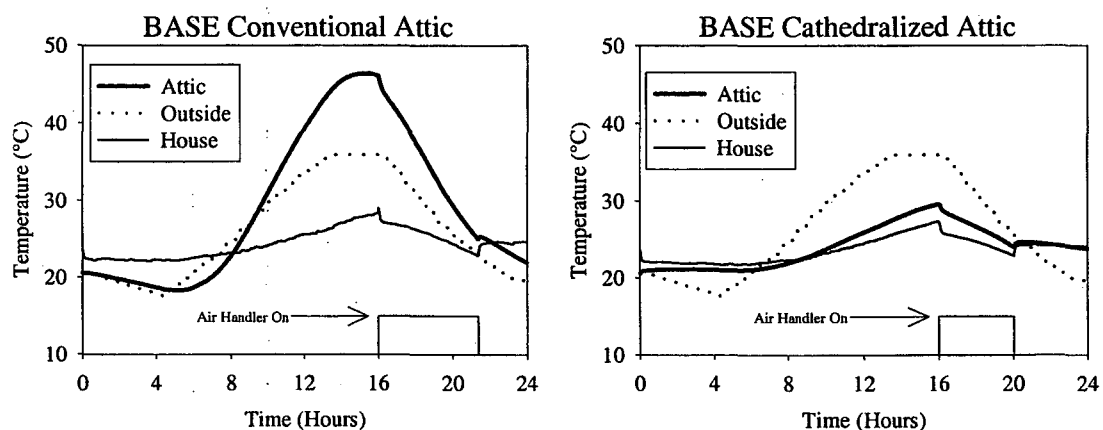 BASE Conventional Attic
50
40
30
20
10
Temperature (°C)
Attic
Outside
House
Air Handler On
0
4
8
12
16
20
24
Time (Hours)
BASE Cathedralized Attic
50
40
30
20
10
Temperature (°C)
Attic
Outside
House
Air Handler On
0
4
8
12
16
20
24
Time (Hours)